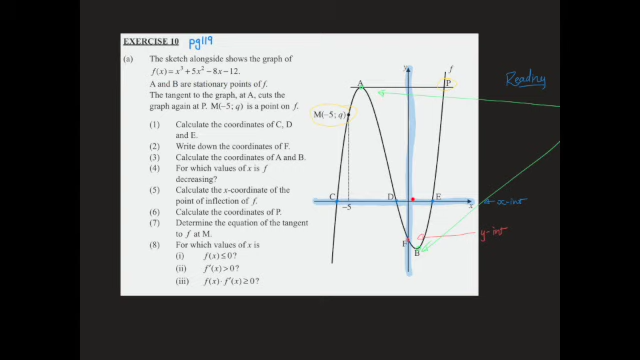 EXERCISE 10 pg119
(a) The sketch alongside shows the graph of
f(x) = x³ + 5x² − 8x − 12.
A and B are stationary points of f.
The tangent to the graph, at A, cuts the
graph again at P. M(−5; q) is a point on f.
(1) Calculate the coordinates of C, D
and E.
(2) Write down the coordinates of F.
(3) Calculate the coordinates of A and B.
(4) For which values of x is f
decreasing?
(5) Calculate the x-coordinate of the
point of inflection of f.
(6) Calculate the coordinates of P.
(7) Determine the equation of the tangent
to f at M.
(8) For which values of x is
(i) f(x) ≤ 0?
(ii) f′(x) > 0?
(iii) f(x) · f′(x) ≥ 0?
y
f
A
P
M(−5; q)
C
D
E
−5
x
F
B
x-int
y-int